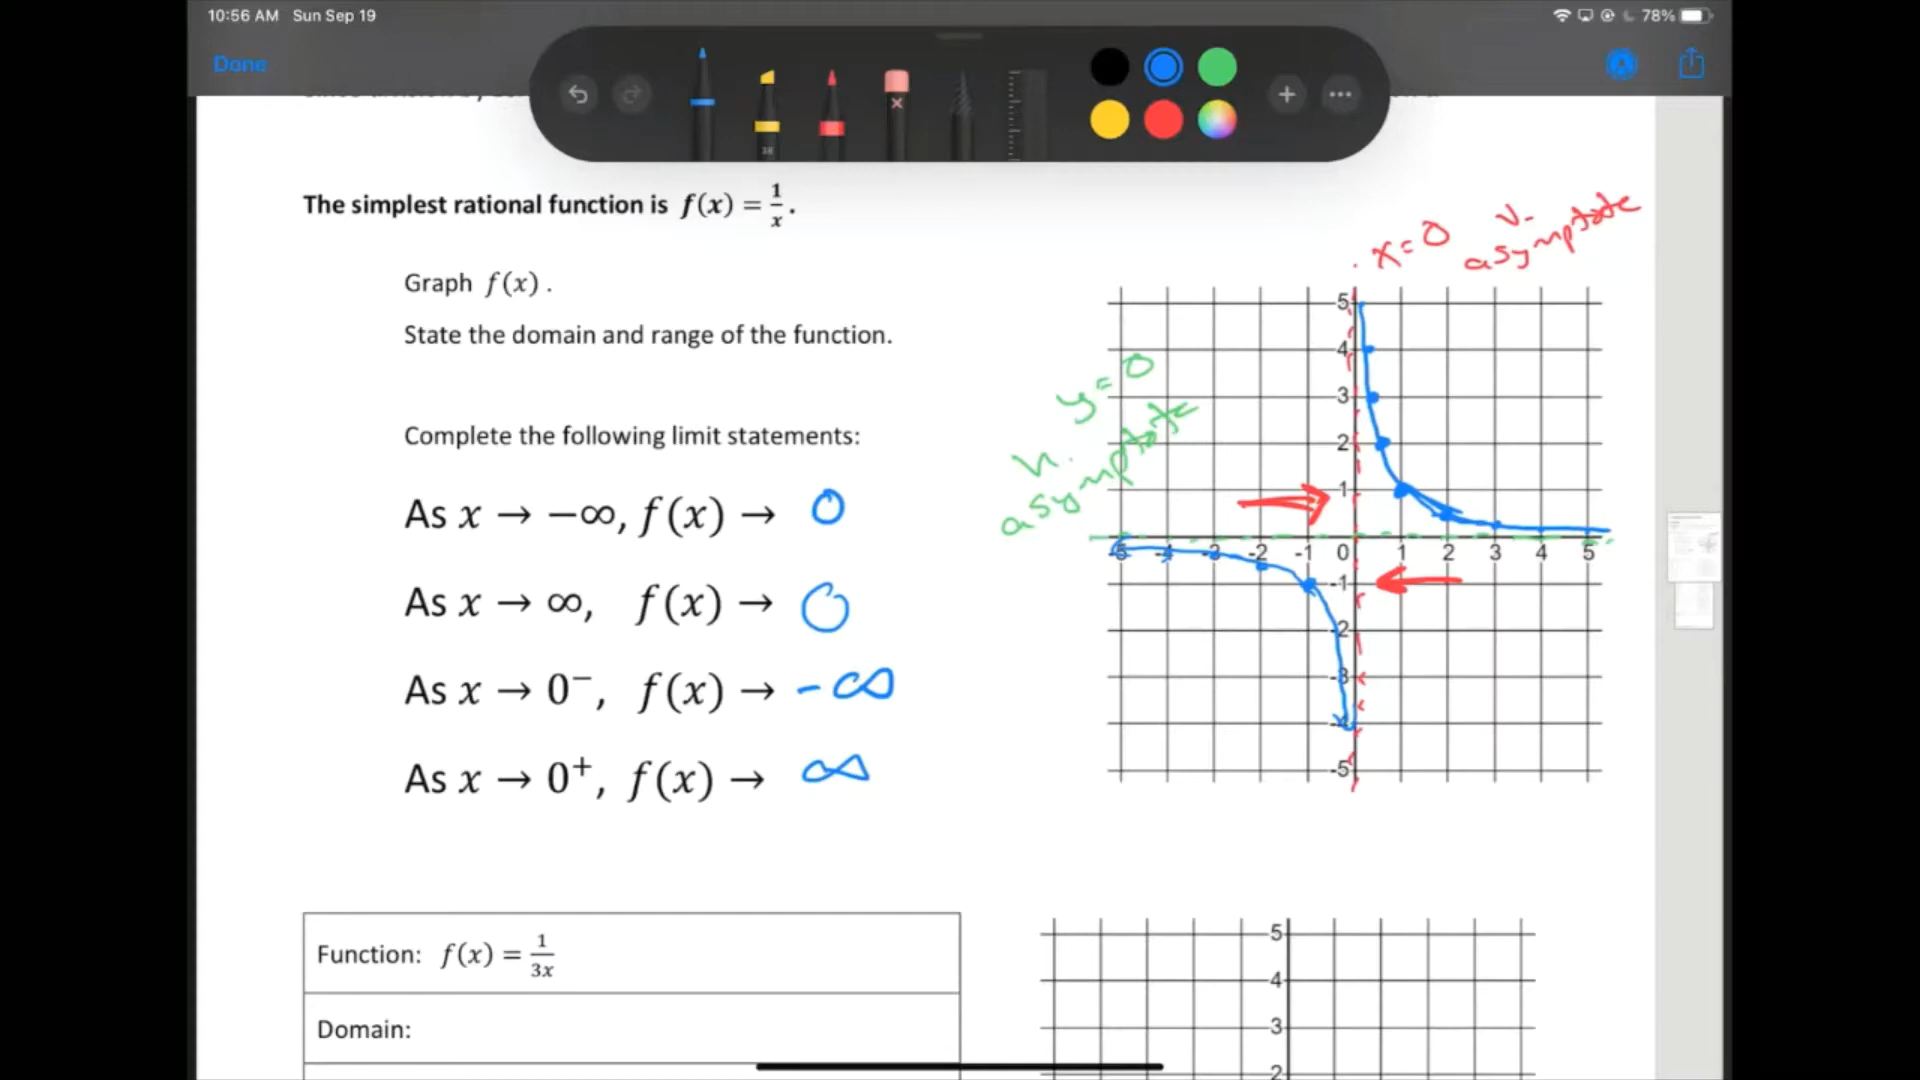 10:56 AM Sun Sep 19
78%
Done
The simplest rational function is f(x) = 1/x.
x=0 v. asymptote
Graph f(x).
State the domain and range of the function.
y=0
h. asymptote
Complete the following limit statements:
As x → −∞, f(x) → 0
As x → ∞, f(x) → 0
As x → 0⁻, f(x) → -∞
As x → 0⁺, f(x) → ∞
5
4
3
2
1
-5 -4 -3 -2 -1 0 1 2 3 4 5
-1
-2
-3
-4
-5
Function: f(x) = 1/3x
Domain:
5
4
3
2